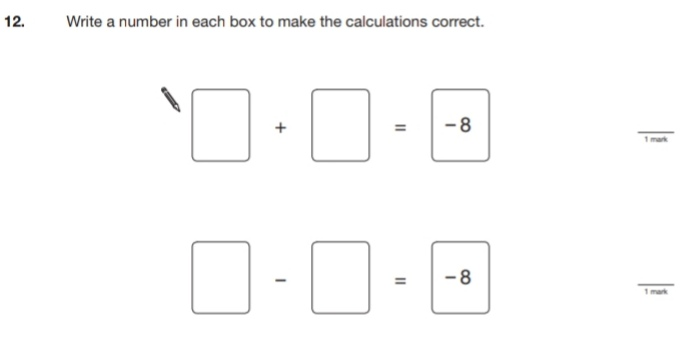 12. Write a number in each box to make the calculations correct.
+ = −8
1 mark
− = −8
1 mark